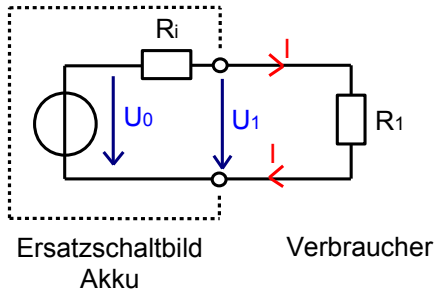 Ri
I
U0
U1
R1
I
Ersatzschaltbild
Akku
Verbraucher